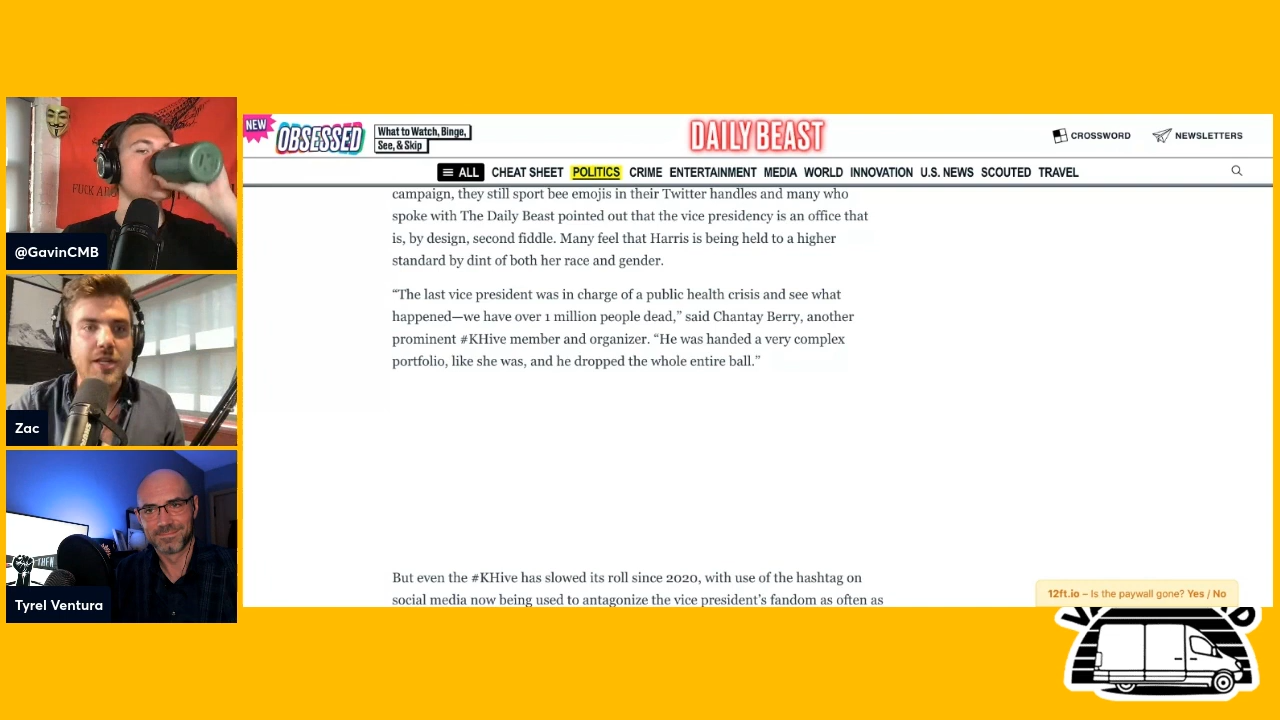 FUCK
@GavinCMB
Zac
THEM
Tyrel Ventura
NEW
OBSESSED
What to Watch, Binge,
See, & Skip
DAILY BEAST
CROSSWORD
NEWSLETTERS
ALL CHEAT SHEET POLITICS CRIME ENTERTAINMENT MEDIA WORLD INNOVATION U.S. NEWS SCOUTED TRAVEL
campaign, they still sport bee emojis in their Twitter handles and many who
spoke with The Daily Beast pointed out that the vice presidency is an office that
is, by design, second fiddle. Many feel that Harris is being held to a higher
standard by dint of both her race and gender.
“The last vice president was in charge of a public health crisis and see what
happened—we have over 1 million people dead,” said Chantay Berry, another
prominent #KHive member and organizer. “He was handed a very complex
portfolio, like she was, and he dropped the whole entire ball.”
But even the #KHive has slowed its roll since 2020, with use of the hashtag on
social media now being used to antagonize the vice president’s fandom as often as
12ft.io – Is the paywall gone? Yes / No